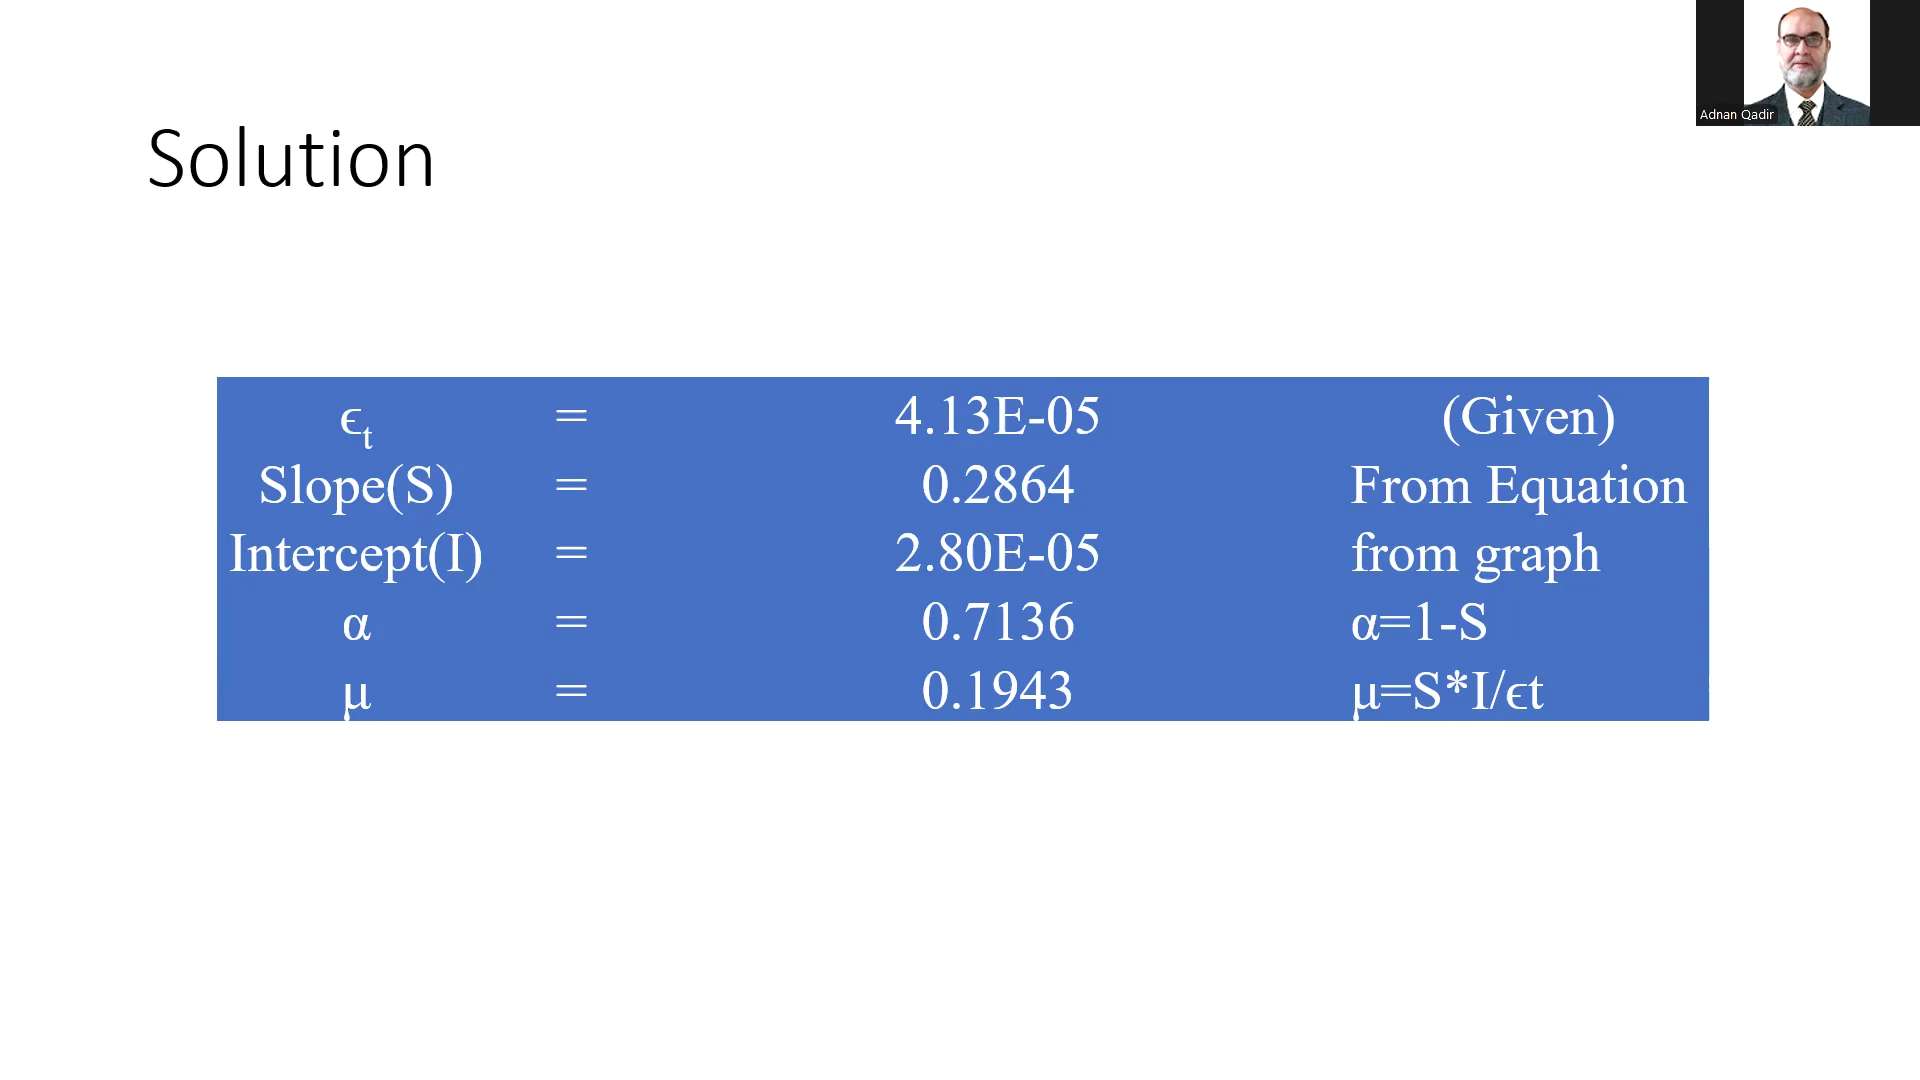 Adnan Qadir
Solution
ϵt = 4.13E-05 (Given)
Slope(S) = 0.2864 From Equation
Intercept(I) = 2.80E-05 from graph
α = 0.7136 α=1-S
μ = 0.1943 μ=S*I/ϵt